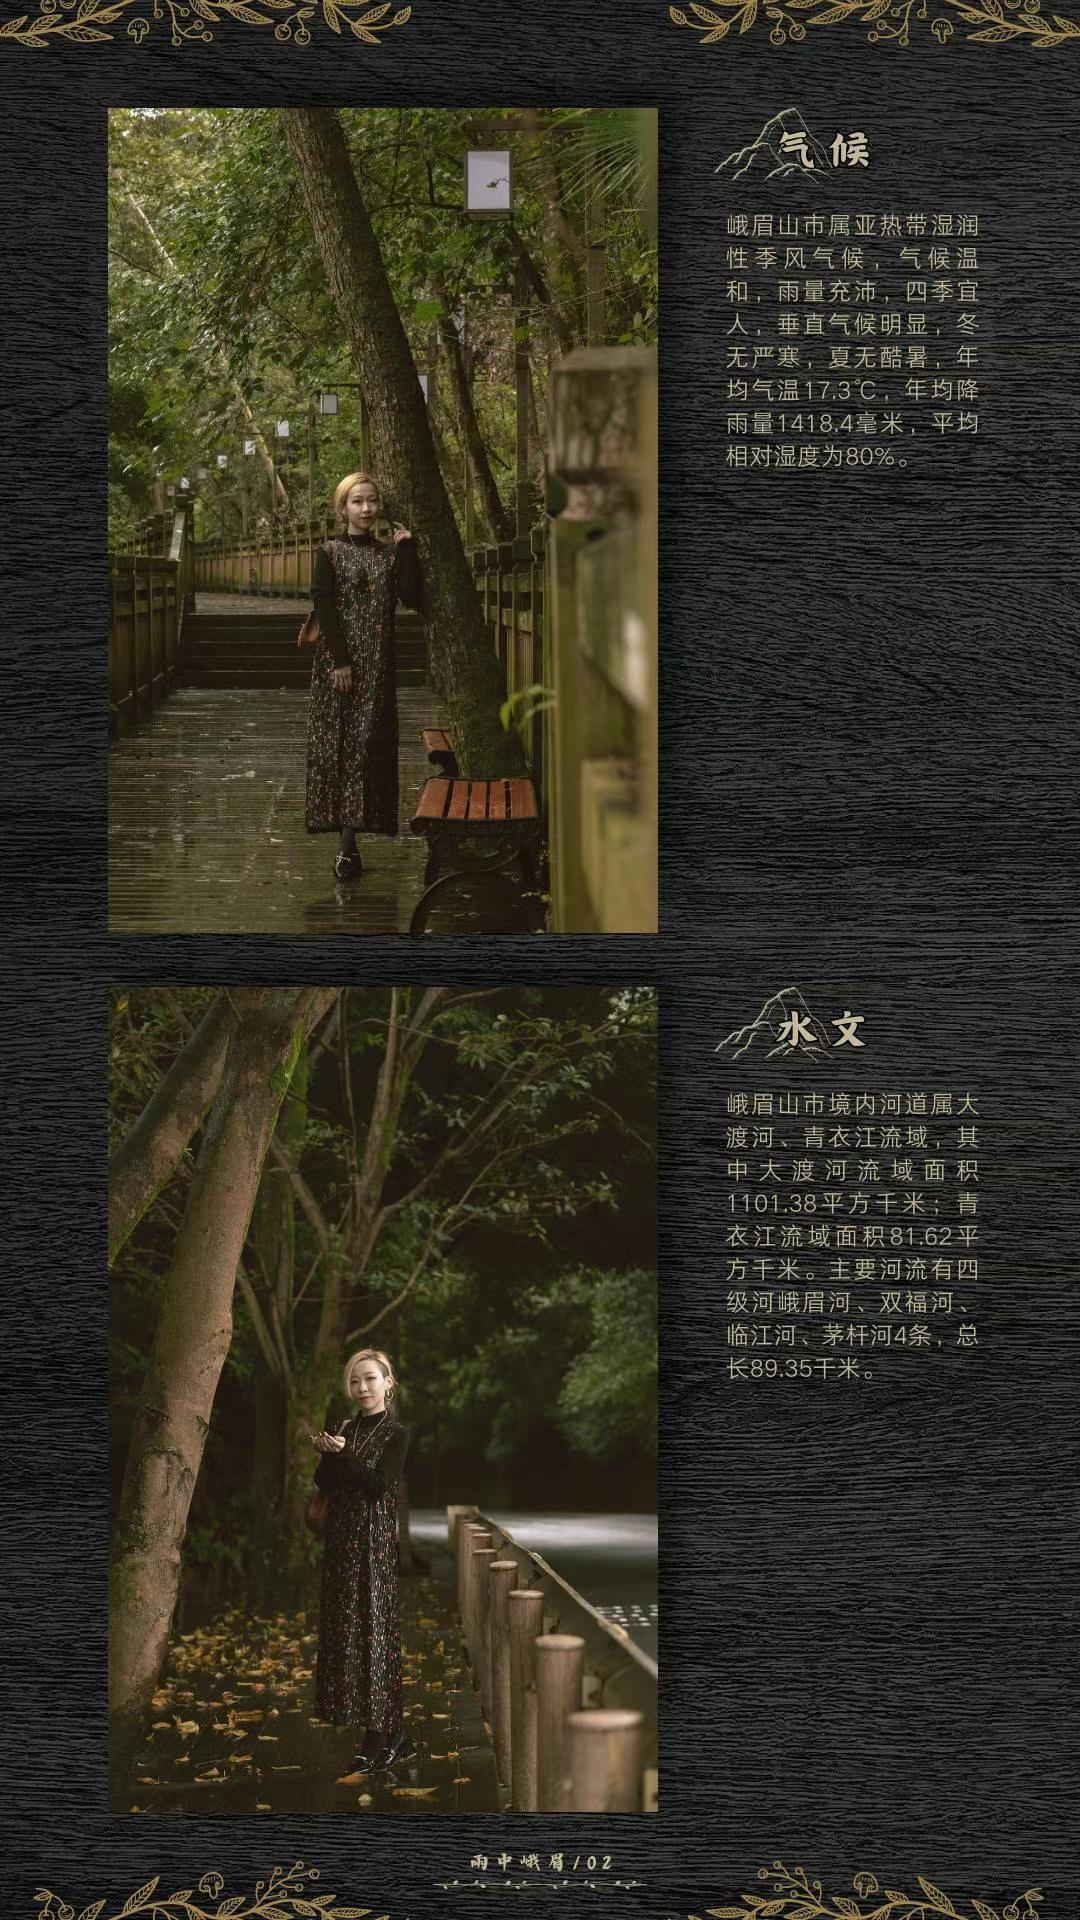 气候
峨眉山市属亚热带湿润
性季风气候，气候温
和，雨量充沛，四季宜
人，垂直气候明显，冬
无严寒，夏无酷暑，年
均气温17.3℃，年均降
雨量1418.4毫米，平均
相对湿度为80%。
水文
峨眉山市境内河道属大
渡河、青衣江流域，其
中大渡河流域面积
1101.38平方千米；青
衣江流域面积81.62平
方千米。主要河流有四
级河峨眉河、双福河、
临江河、茅杆河4条，总
长89.35千米。
雨中峨眉/02